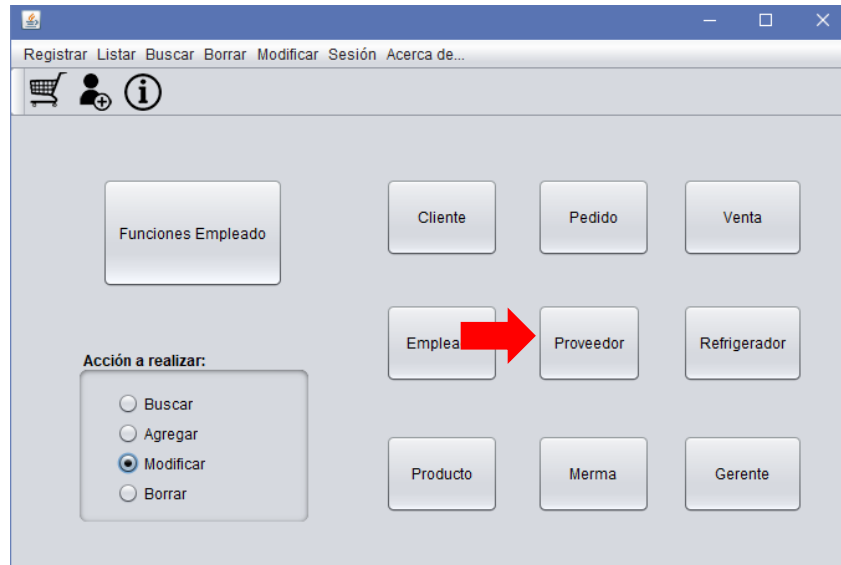 Registrar Listar Buscar Borrar Modificar Sesión Acerca de...
Funciones Empleado
Cliente Pedido Venta
Proveedor Refrigerador
Acción a realizar:
Buscar
Agregar
Modificar
Borrar
Producto Merma Gerente